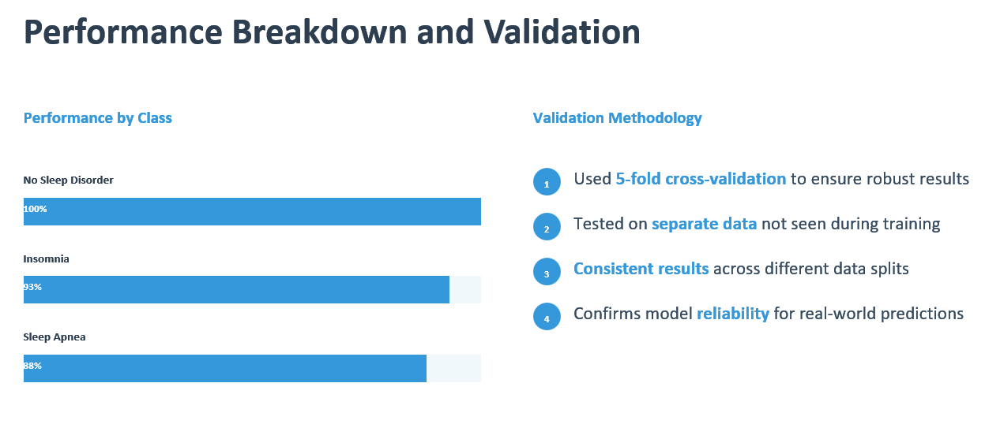 Performance Breakdown and Validation
Performance by Class
No Sleep Disorder
100%
Insomnia
93%
Sleep Apnea
88%
Validation Methodology
1 Used 5-fold cross-validation to ensure robust results
2 Tested on separate data not seen during training
3 Consistent results across different data splits
4 Confirms model reliability for real-world predictions